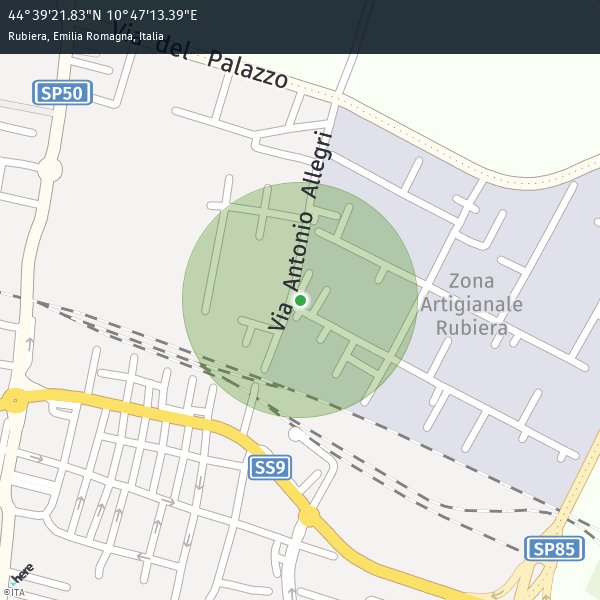 44°39'21.83"N 10°47'13.39"E
Rubiera, Emilia Romagna, Italia
Via del Palazzo
SP50
Via Antonio Allegri
Zona
Artigianale
Rubiera
SS9
SP85
here
©ITA